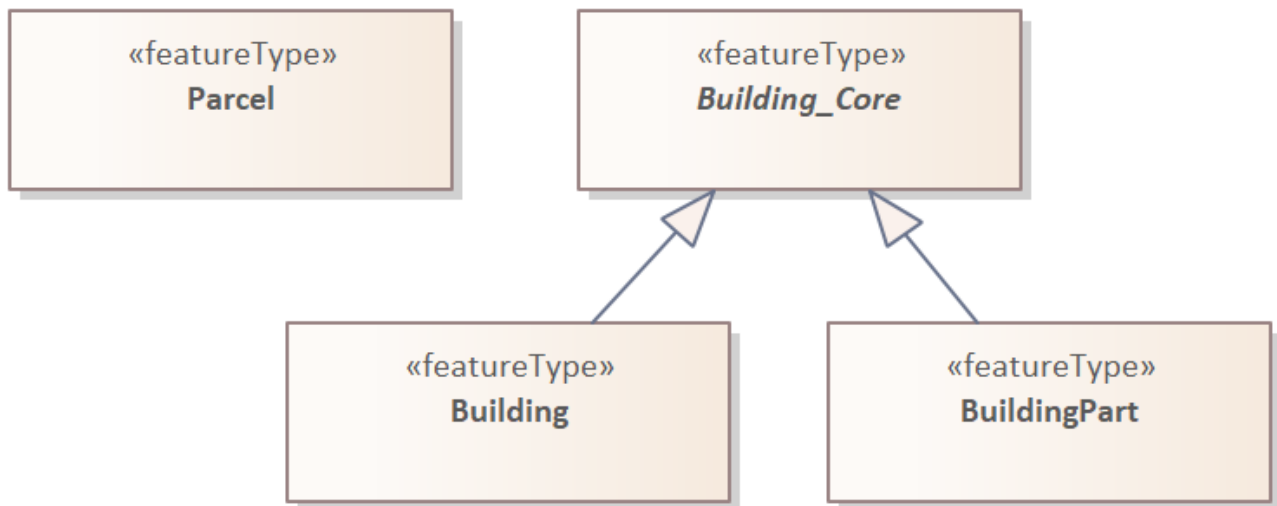 «featureType»
Parcel
«featureType»
Building_Core
«featureType»
Building
«featureType»
BuildingPart